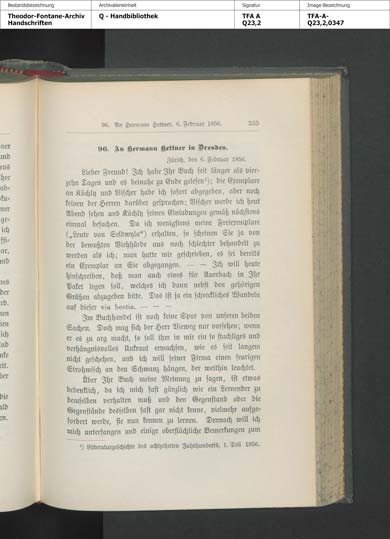 Bestandsbezeichnung
Archivalieneinheit
Signatur
Image-Bezeichnung
Theodor-Fontane-Archiv
Handschriften
Q - Handbibliothek
TFA A
Q23,2
TFA-A-
Q23,2,0347
96. An Hermann Hettner, 6. Februar 1856. 335
96. An Hermann Hettner in Dresden.
Zürich, den 6. Februar 1856.
Lieber Freund! Ich habe Ihr Buch seit länger als vier-
zehn Tagen und es beinahe zu Ende gelesen¹); die Exemplare
an Köchly und Vischer habe ich sofort abgegeben, aber noch
keinen der Herren darüber gesprochen; Vischer werde ich heut
Abend sehen und Köchly seinen Einladungen gemäß nächstens
einmal besuchen. Da ich wenigstens meine Freiexemplare
(„Leute von Seldwyla“) erhalten, so scheinen Sie ja von
der bewußten Viehhürde aus noch schlechter behandelt zu
werden als ich; man hatte mir geschrieben, es sei bereits
ein Exemplar an Sie abgegangen. — — Ich will heute
hinschreiben, daß man auch eines für Auerbach in Ihr
Paket legen soll, welches ich dann nebst den gehörigen
Grüßen abzugeben bitte. Das ist ja ein schreckliches Wandeln
auf dieser via bestia. — — —
Im Buchhandel ist noch keine Spur von unseren beiden
Sachen. Doch mag sich der Herr Vieweg nur vorsehen; wenn
er es zu arg macht, so soll ihm in mir ein so stachliges und
verhängnisvolles Unkraut erwachsen, wie es seit langem
nicht geschehen, und ich will seiner Firma einen feurigen
Strohwisch an den Schwanz hängen, der weithin leuchtet.
Über Ihr Buch meine Meinung zu sagen, ist etwas
bedenklich, da ich mich fast gänzlich wie ein Lernender zu
demselben verhalten muß und den Gegenstand oder die
Gegenstände desselben fast gar nicht kenne, vielmehr aufge-
fordert werde, sie nun kennen zu lernen. Dennoch will ich
mich unterfangen und einige oberflächliche Bemerkungen zum
¹) Litteraturgeschichte des achtzehnten Jahrhunderts, 1. Teil 1856.